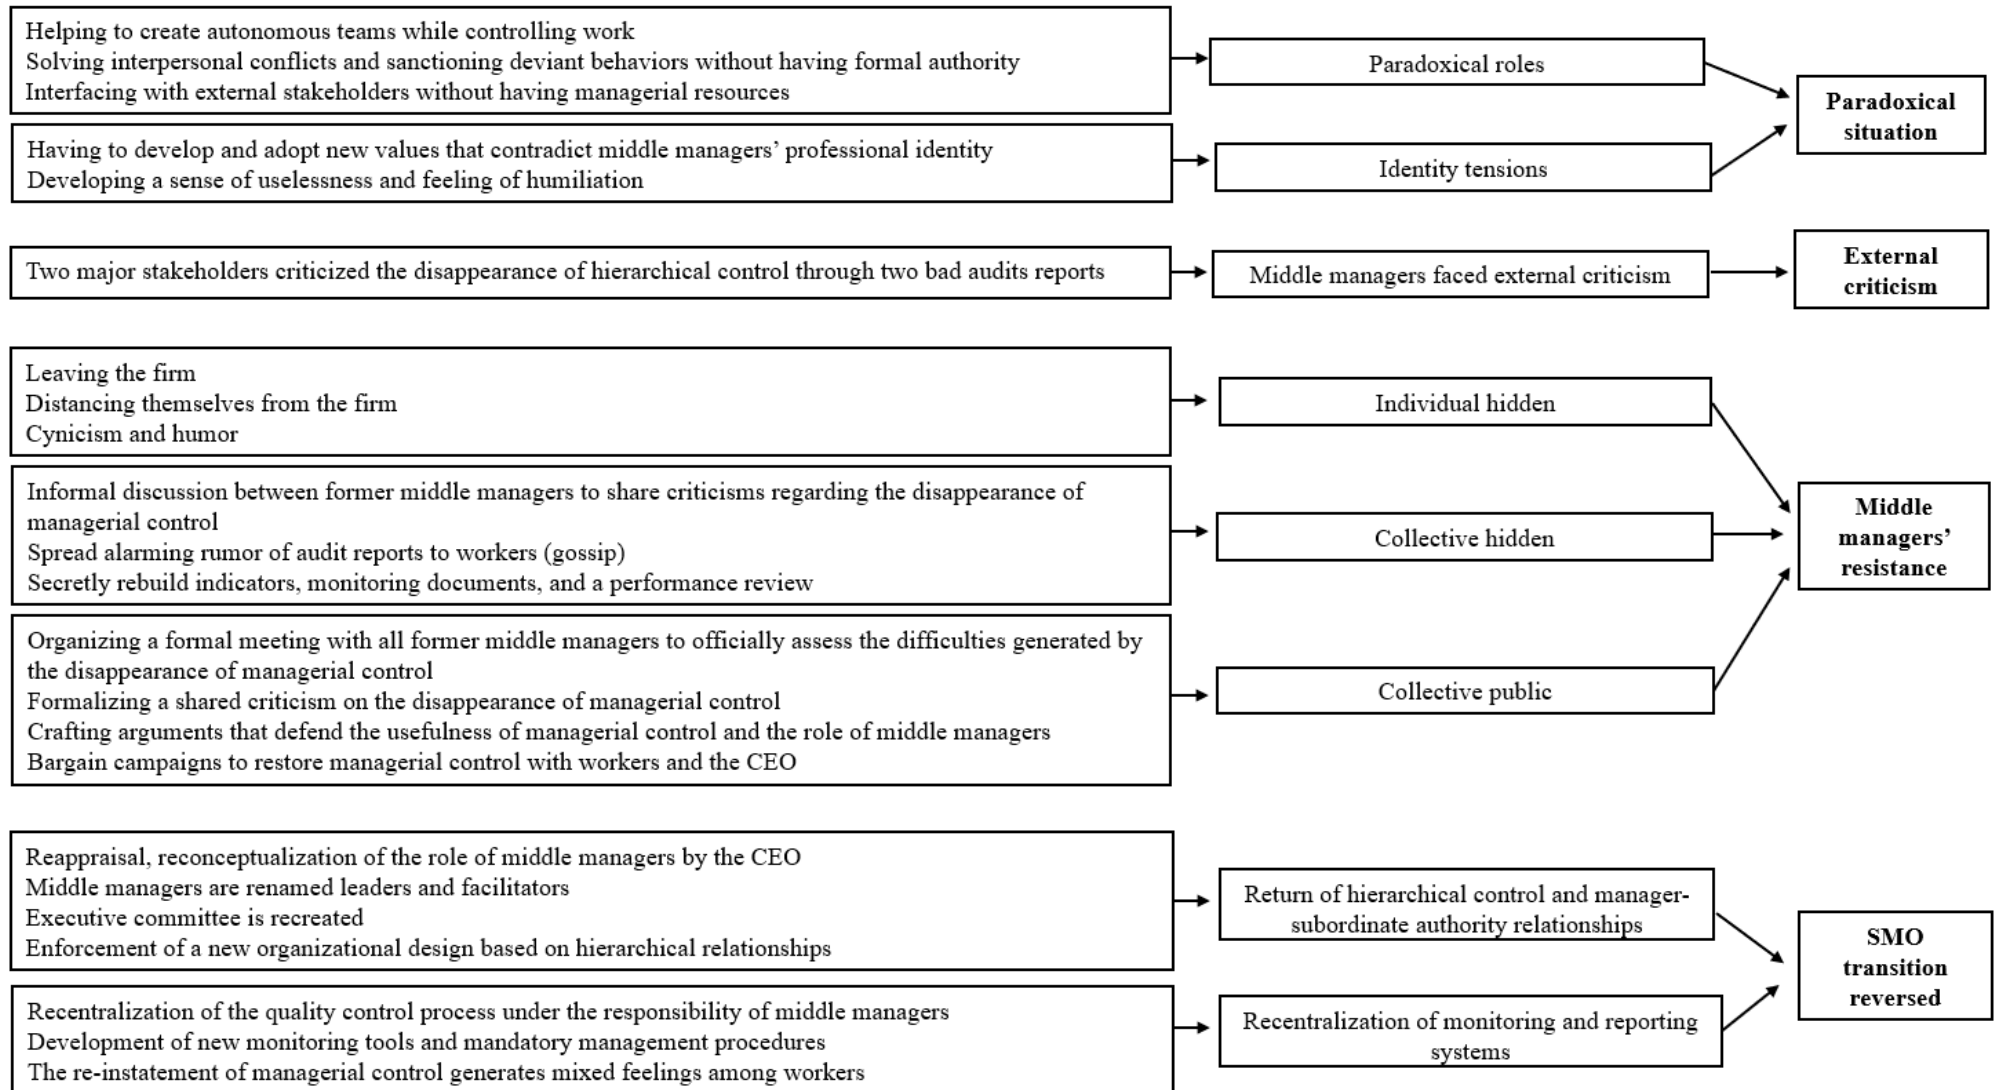 Helping to create autonomous teams while controlling work
Solving interpersonal conflicts and sanctioning deviant behaviors without having formal authority
Interfacing with external stakeholders without having managerial resources
Paradoxical roles
Having to develop and adopt new values that contradict middle managers’ professional identity
Developing a sense of uselessness and feeling of humiliation
Identity tensions
Paradoxical
situation
Two major stakeholders criticized the disappearance of hierarchical control through two bad audits reports
Middle managers faced external criticism
External
criticism
Leaving the firm
Distancing themselves from the firm
Cynicism and humor
Individual hidden
Informal discussion between former middle managers to share criticisms regarding the disappearance of
managerial control
Spread alarming rumor of audit reports to workers (gossip)
Secretly rebuild indicators, monitoring documents, and a performance review
Collective hidden
Organizing a formal meeting with all former middle managers to officially assess the difficulties generated by
the disappearance of managerial control
Formalizing a shared criticism on the disappearance of managerial control
Crafting arguments that defend the usefulness of managerial control and the role of middle managers
Bargain campaigns to restore managerial control with workers and the CEO
Collective public
Middle
managers’
resistance
Reappraisal, reconceptualization of the role of middle managers by the CEO
Middle managers are renamed leaders and facilitators
Executive committee is recreated
Enforcement of a new organizational design based on hierarchical relationships
Return of hierarchical control and manager-
subordinate authority relationships
Recentralization of the quality control process under the responsibility of middle managers
Development of new monitoring tools and mandatory management procedures
The re-instatement of managerial control generates mixed feelings among workers
Recentralization of monitoring and reporting
systems
SMO
transition
reversed